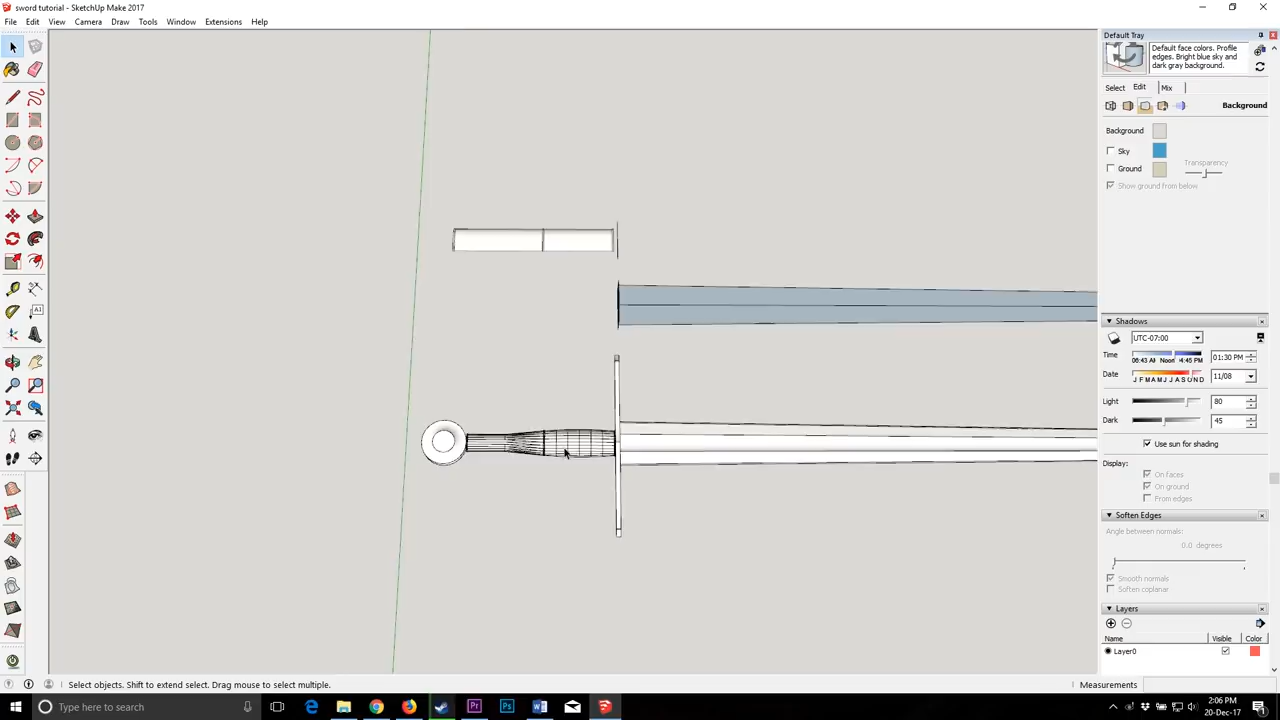 sword tutorial - SketchUp Make 2017
File Edit View Camera Draw Tools Window Extensions Help
Default Tray
Default face colors. Profile
edges. Bright blue sky and
dark gray background.
Select Edit Mix
Background
Background
Sky
Transparency
Ground
Show ground from below
Shadows
UTC-07:00
Time 06:43 AM Noon 4:45 PM 01:30 PM
Date J F M A M J J A S O N D 11/08
Light 80
Dark 45
Use sun for shading
Display:
On faces
On ground
From edges
Soften Edges
Angle between normals:
0.0 degrees
Smooth normals
Soften coplanar
Layers
Name Visible Color
Layer0
Select objects. Shift to extend select. Drag mouse to select multiple.
Measurements
Type here to search
2:06 PM
20-Dec-17